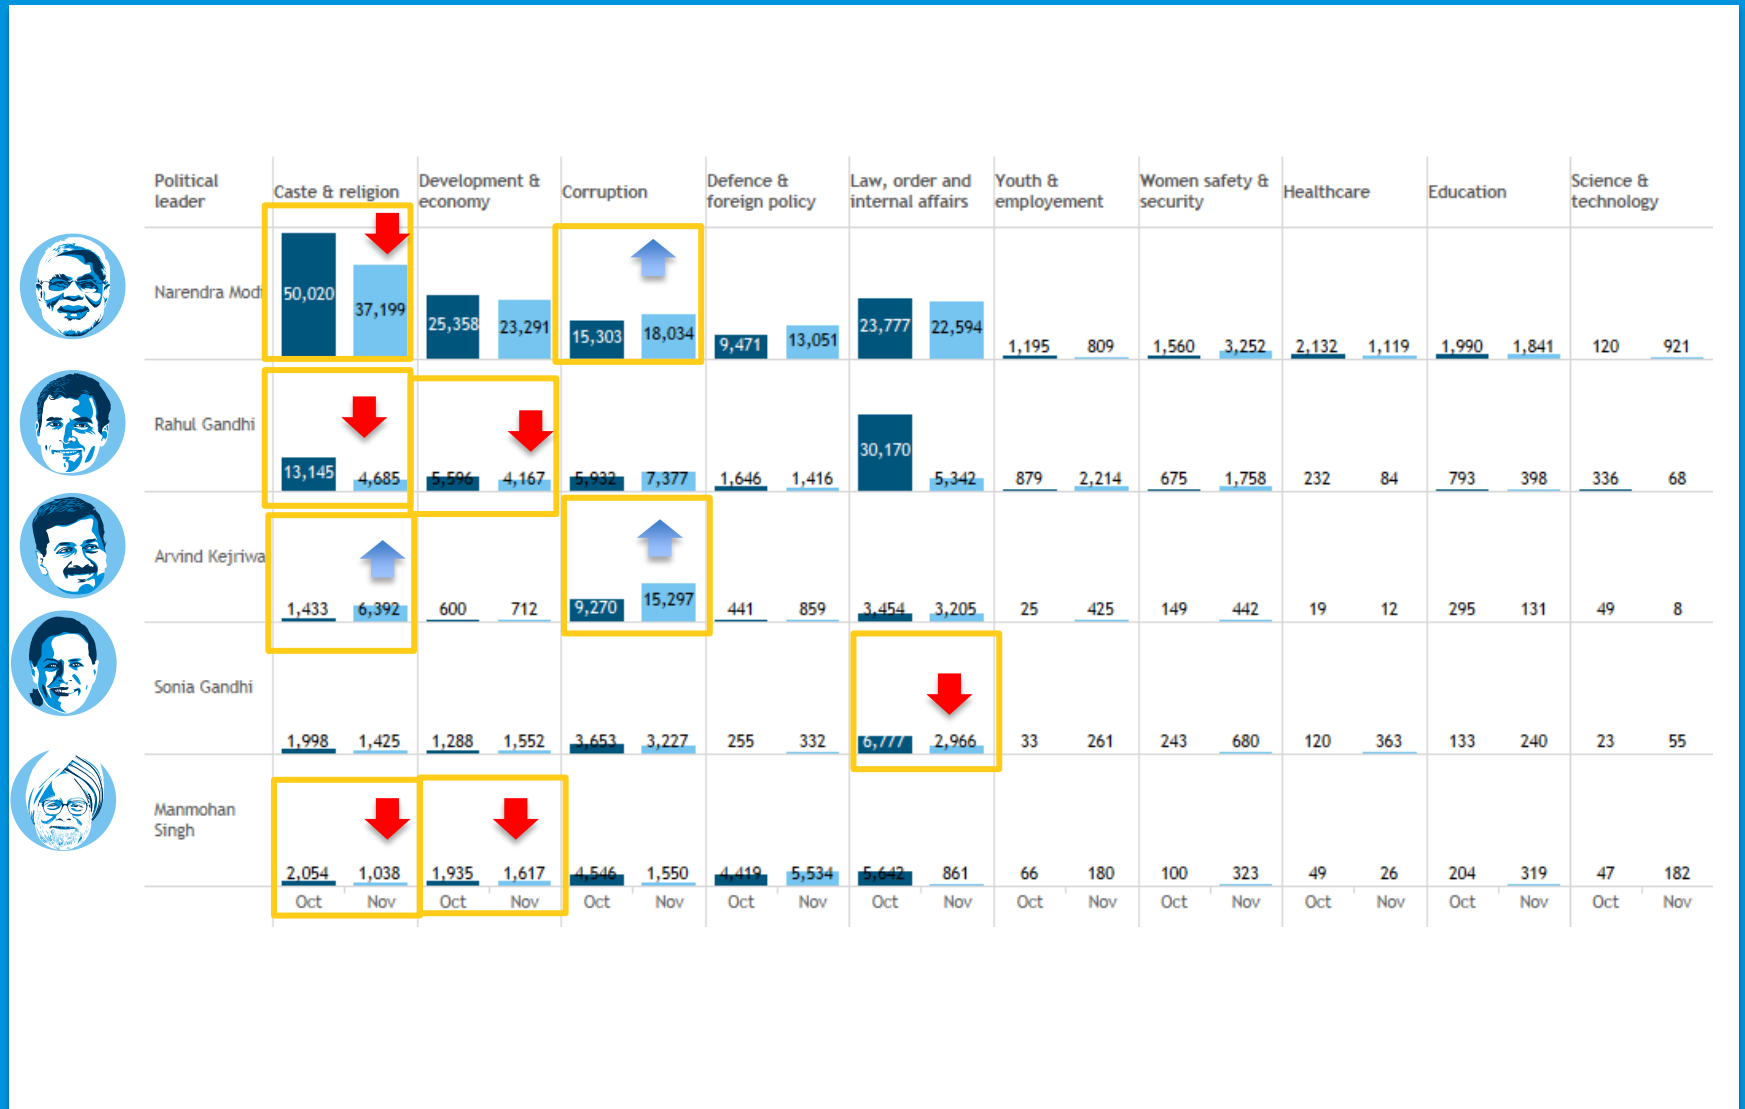 Political leader
Caste & religion
Development & economy
Corruption
Defence & foreign policy
Law, order and internal affairs
Youth & employement
Women safety & security
Healthcare
Education
Science & technology
Narendra Modi
50,020 37,199 25,358 23,291 15,303 18,034 9,471 13,051 23,777 22,594 1,195 809 1,560 3,252 2,132 1,119 1,990 1,841 120 921
Rahul Gandhi
13,145 4,685 5,596 4,167 5,932 7,377 1,646 1,416 30,170 5,342 879 2,214 675 1,758 232 84 793 398 336 68
Arvind Kejriwa
1,433 6,392 600 712 9,270 15,297 441 859 3,454 3,205 25 425 149 442 19 12 295 131 49 8
Sonia Gandhi
1,998 1,425 1,288 1,552 3,653 3,227 255 332 6,777 2,966 33 261 243 680 120 363 133 240 23 55
Manmohan Singh
2,054 1,038 1,935 1,617 4,546 1,550 4,419 5,534 5,642 861 66 180 100 323 49 26 204 319 47 182
Oct Nov Oct Nov Oct Nov Oct Nov Oct Nov Oct Nov Oct Nov Oct Nov Oct Nov Oct Nov